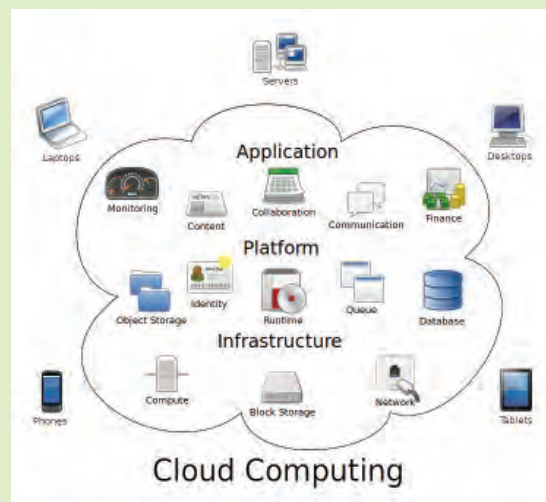 Servers
Laptops
Desktops
Application
Monitoring
NEWS
Content
Collaboration
Communication
Finance
Platform
Identity
Object Storage
Runtime
Queue
Database
Infrastructure
Compute
Block Storage
Network
Phones
Tablets
Cloud Computing